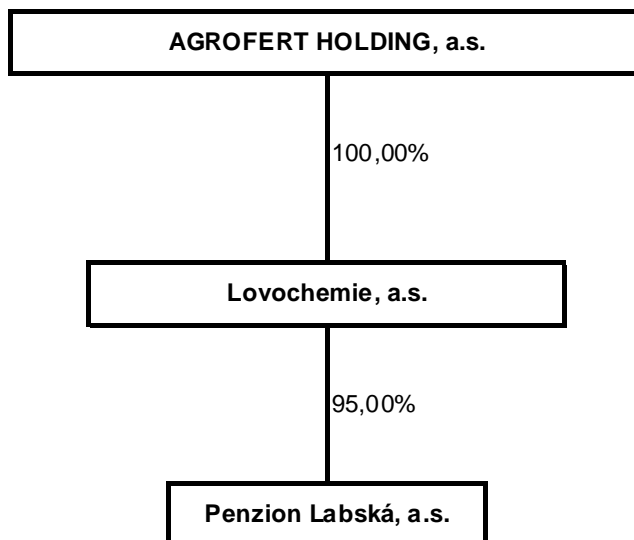 AGROFERT HOLDING, a.s.
100,00%
Lovochemie, a.s.
95,00%
Penzion Labská, a.s.